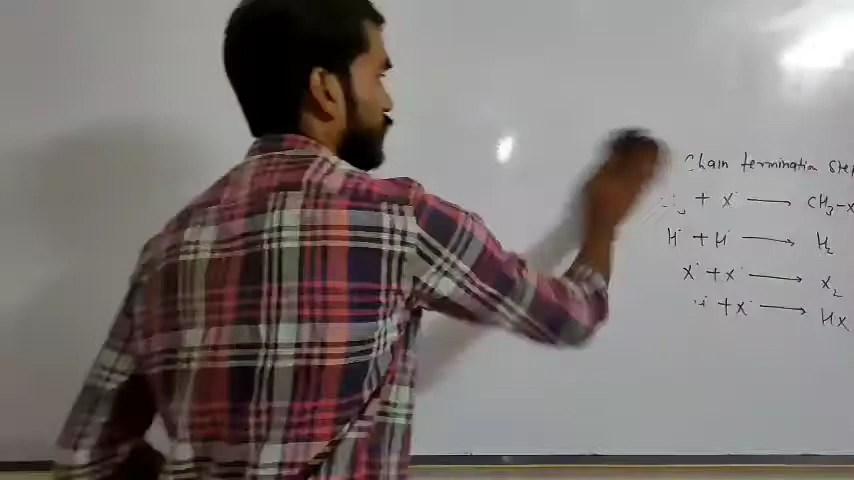 Chain termination step
+ X· ⟶ CH₃-X
H· + H· ⟶ H₂
X· + X· ⟶ X₂
+ X· ⟶ HX